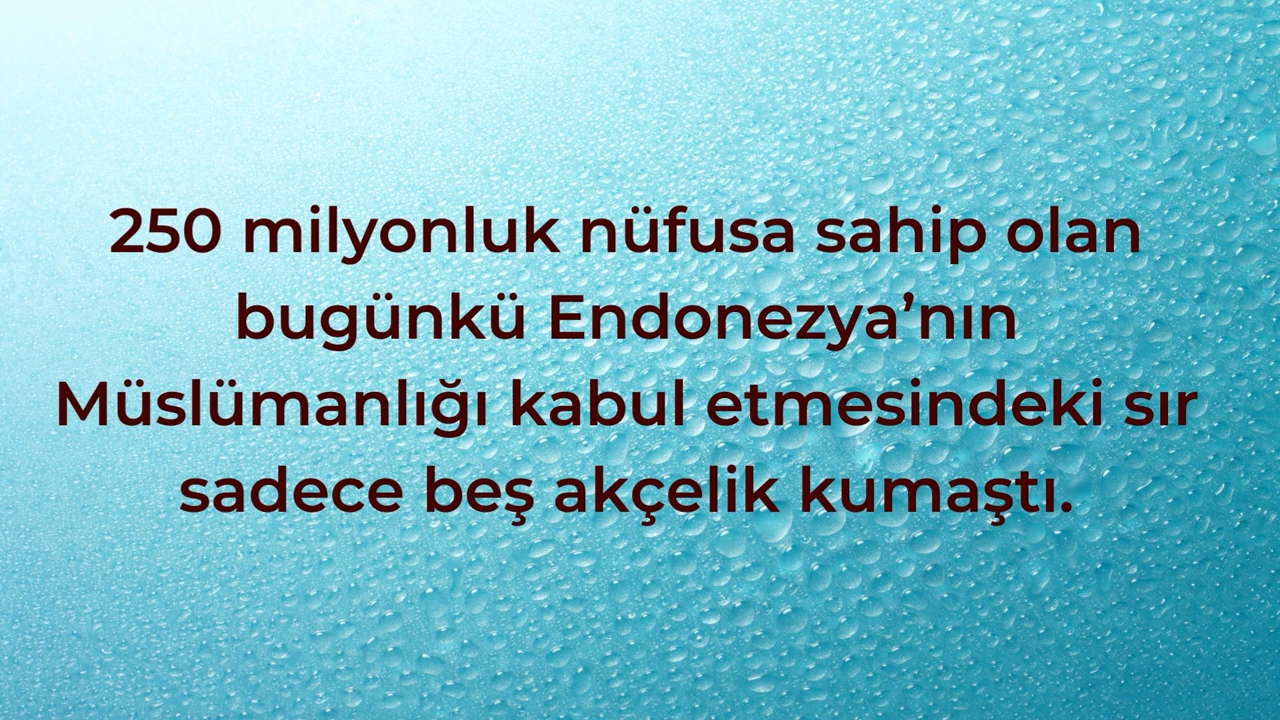 250 milyonluk nüfusa sahip olan
bugünkü Endonezya’nın
Müslümanlığı kabul etmesindeki sır
sadece beş akçelik kumaştı.